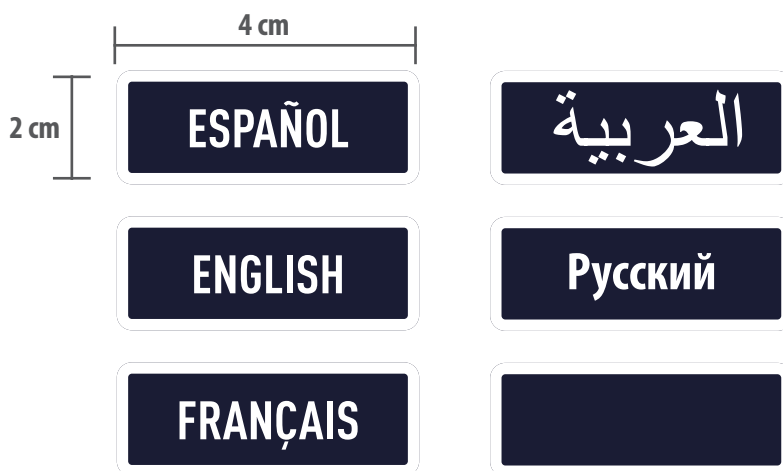 4 cm
2 cm
ESPAÑOL
العربية
ENGLISH
Русский
FRANÇAIS